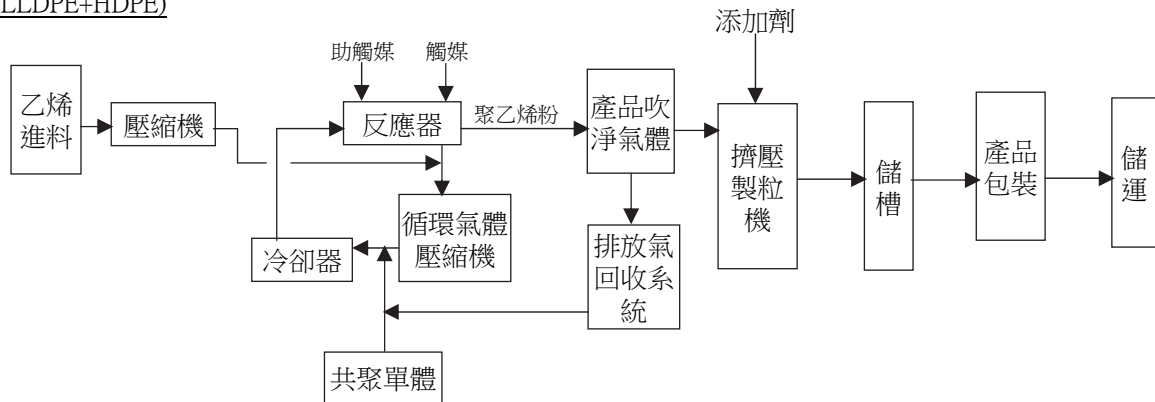 LLDPE+HDPE)
添加劑
助觸媒
觸媒
乙烯
進料
壓縮機
反應器
聚乙烯粉
產品吹
淨氣體
擠壓
製粒
機
儲
槽
產品
包裝
儲
運
循環氣體
壓縮機
冷卻器
排放氣
回收系
統
共聚單體